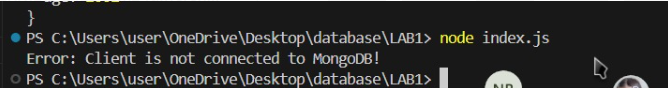 }
PS C:\Users\user\OneDrive\Desktop\database\LAB1> node index.js
Error: Client is not connected to MongoDB!
PS C:\Users\user\OneDrive\Desktop\database\LAB1>